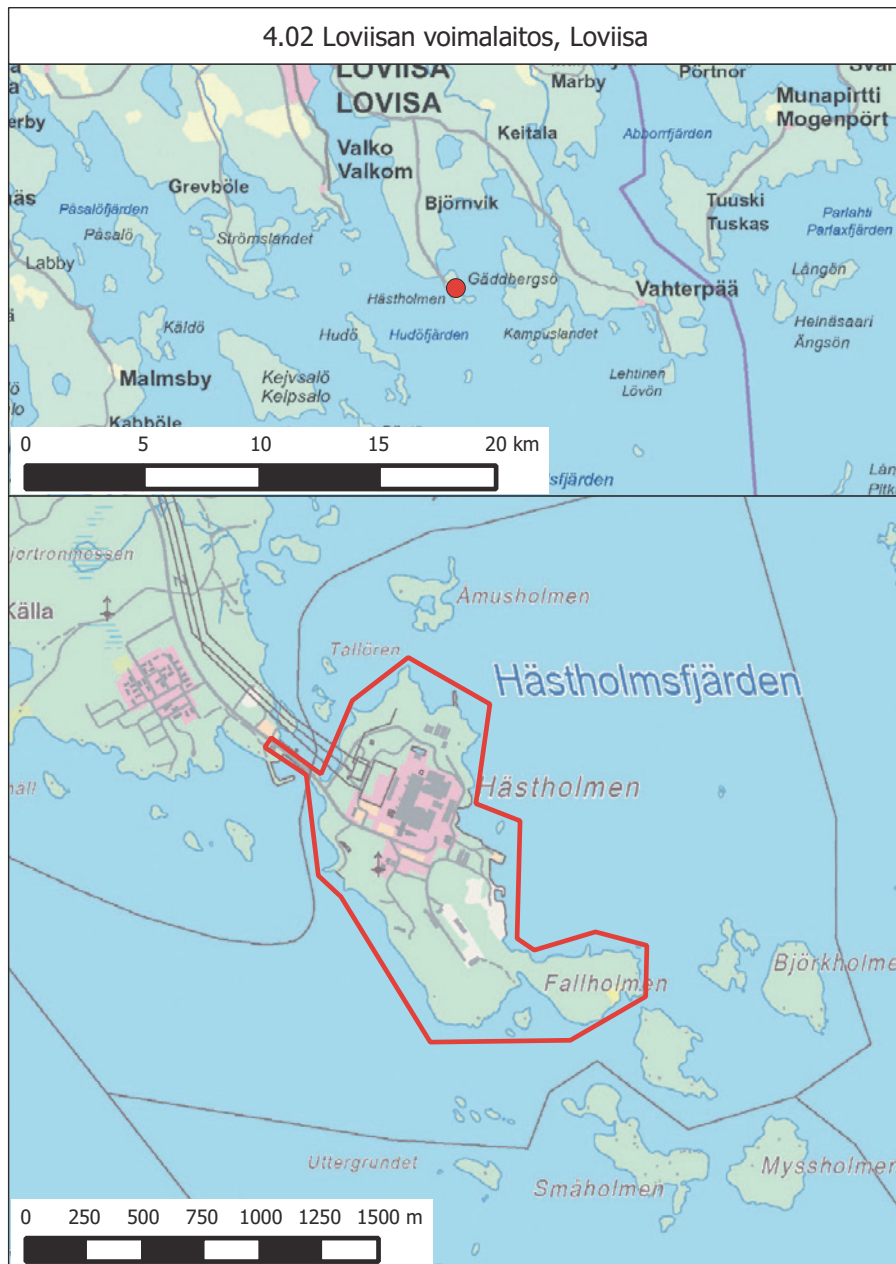 4.02 Loviisan voimalaitos, Loviisa
LOVIISA
LOVISA
Marby
Pörtnor
Munapirtti
Mogenpört
Valko
Valkom
Keitala
Abborrfjärden
Grevböle
Björnvik
Tuuski
Tuskas
Påsalöfjärden
Påsalö
Strömslandet
Parlahti
Parlaxfjärden
Labby
Gäddbergsö
Hästholmen
Vahterpää
Långön
Heinäsaari
Ängsön
Käldö
Hudö
Hudöfjärden
Kampuslandet
Malmsby
Kejvsalö
Keipsalo
Lehtinen
Lövön
Kabböle
0 5 10 15 20 km
sfjärden
jortronmossen
Källa
Åmusholmen
Tallören
Hästholmsfjärden
Hästholmen
Fallholmen
Björkholme
Uttergrundet
Småholmen
Myssholmen
0 250 500 750 1000 1250 1500 m